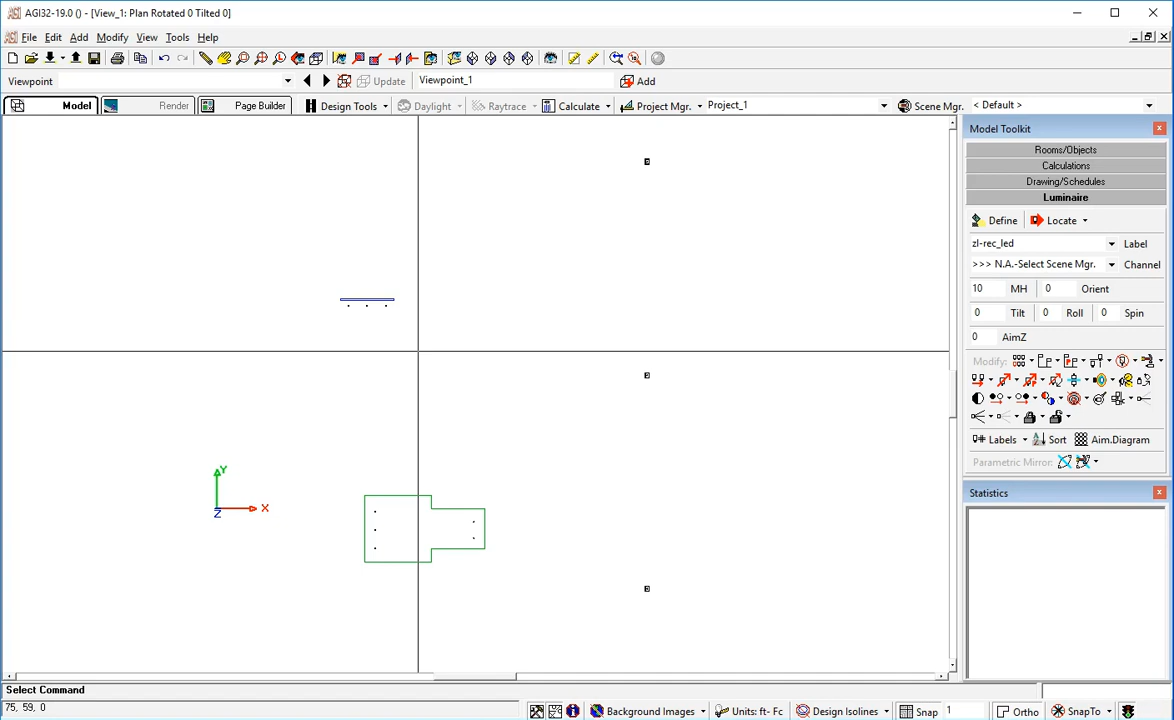 AGI32-19.0 () - [View_1: Plan Rotated 0 Tilted 0]
File Edit Add Modify View Tools Help
Viewpoint Update Viewpoint_1 Add
Model Render Page Builder Design Tools Daylight Raytrace Calculate Project Mgr. Project_1 Scene Mgr. < Default >
Model Toolkit
Rooms/Objects
Calculations
Drawing/Schedules
Luminaire
Define Locate
zl-rec_led Label
>>> N.A.-Select Scene Mgr. Channel
10 MH 0 Orient
0 Tilt 0 Roll 0 Spin
0 AimZ
Modify:
Labels Sort Aim.Diagram
Parametric Mirror:
Statistics
Y
X
Z
Select Command
75, 59, 0
Background Images Units: ft- Fc Design Isolines Snap 1 Ortho SnapTo